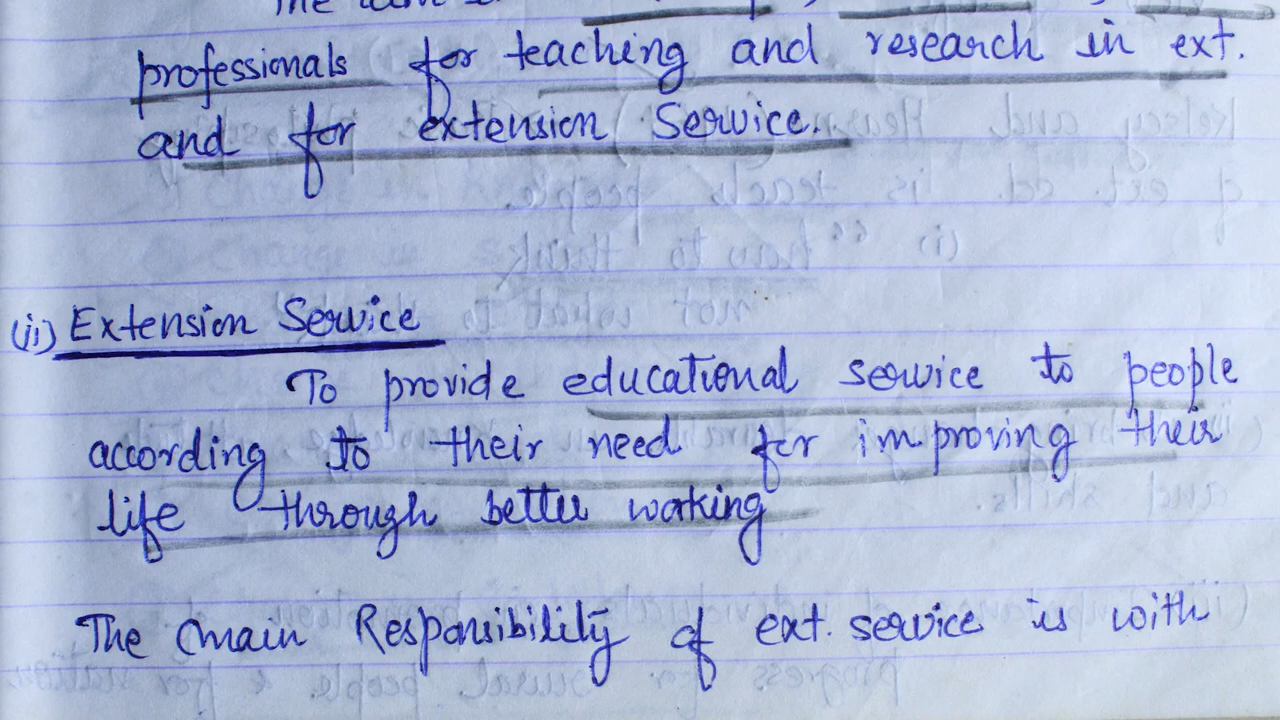 professionals for teaching and research in ext.
and for extension Service.
(ii) Extension Service
To provide educational service to people
according to their need for improving their
life through better working
The main Responsibility of ext. service is with